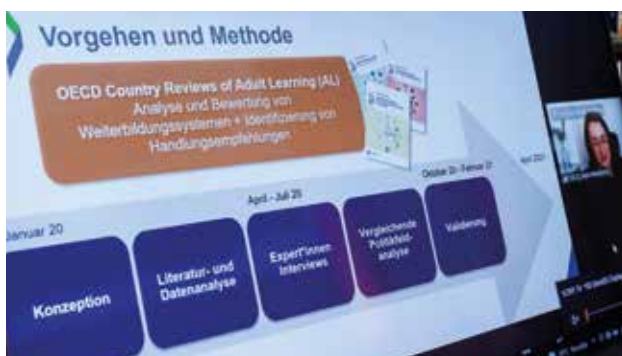 Vorgehen und Methode
OECD Country Reviews of Adult Learning (AL)
Analyse und Bewertung von
Weiterbildungssystemen + Identifizierung von
Handlungsempfehlungen
Januar 20
April - Juli 20
Oktober 20 - Februar 21
April 2021
Konzeption
Literatur- und
Datenanalyse
Expert*innen
Interviews
Vergleichende
Politikfeld-
analyse
Validierung